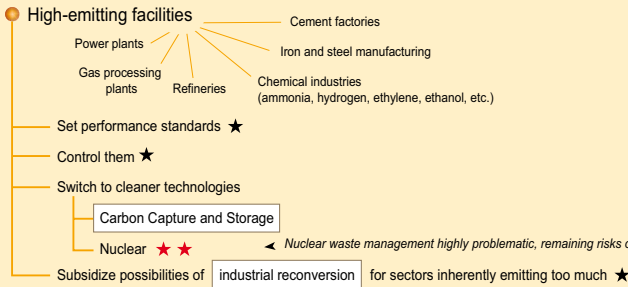 High-emitting facilities
Cement factories
Power plants
Iron and steel manufacturing
Gas processing
plants
Refineries
Chemical industries
(ammonia, hydrogen, ethylene, ethanol, etc.)
Set performance standards ★
Control them ★
Switch to cleaner technologies
Carbon Capture and Storage
Nuclear ★ ★ ◄ Nuclear waste management highly problematic, remaining risks
Subsidize possibilities of industrial reconversion for sectors inherently emitting too much ★